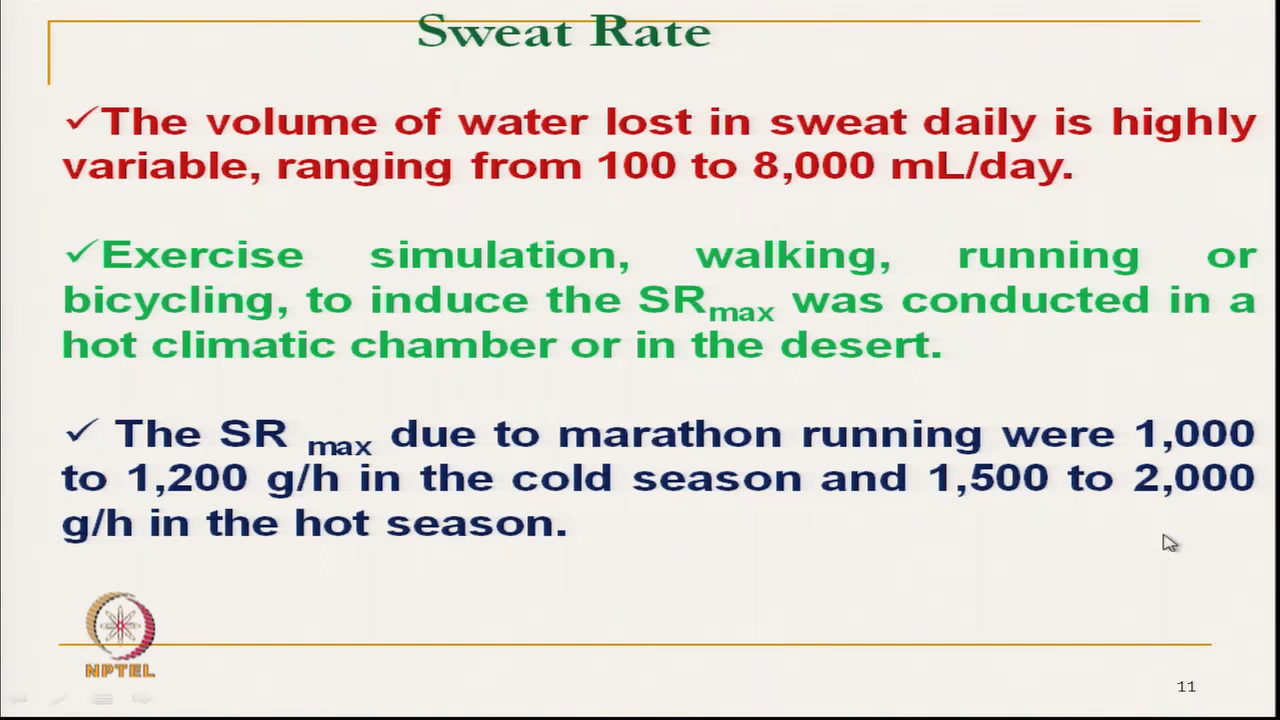 Sweat Rate
✓The volume of water lost in sweat daily is highly
variable, ranging from 100 to 8,000 mL/day.
✓Exercise simulation, walking, running or
bicycling, to induce the SRmax was conducted in a
hot climatic chamber or in the desert.
✓ The SR max due to marathon running were 1,000
to 1,200 g/h in the cold season and 1,500 to 2,000
g/h in the hot season.
NPTEL
11